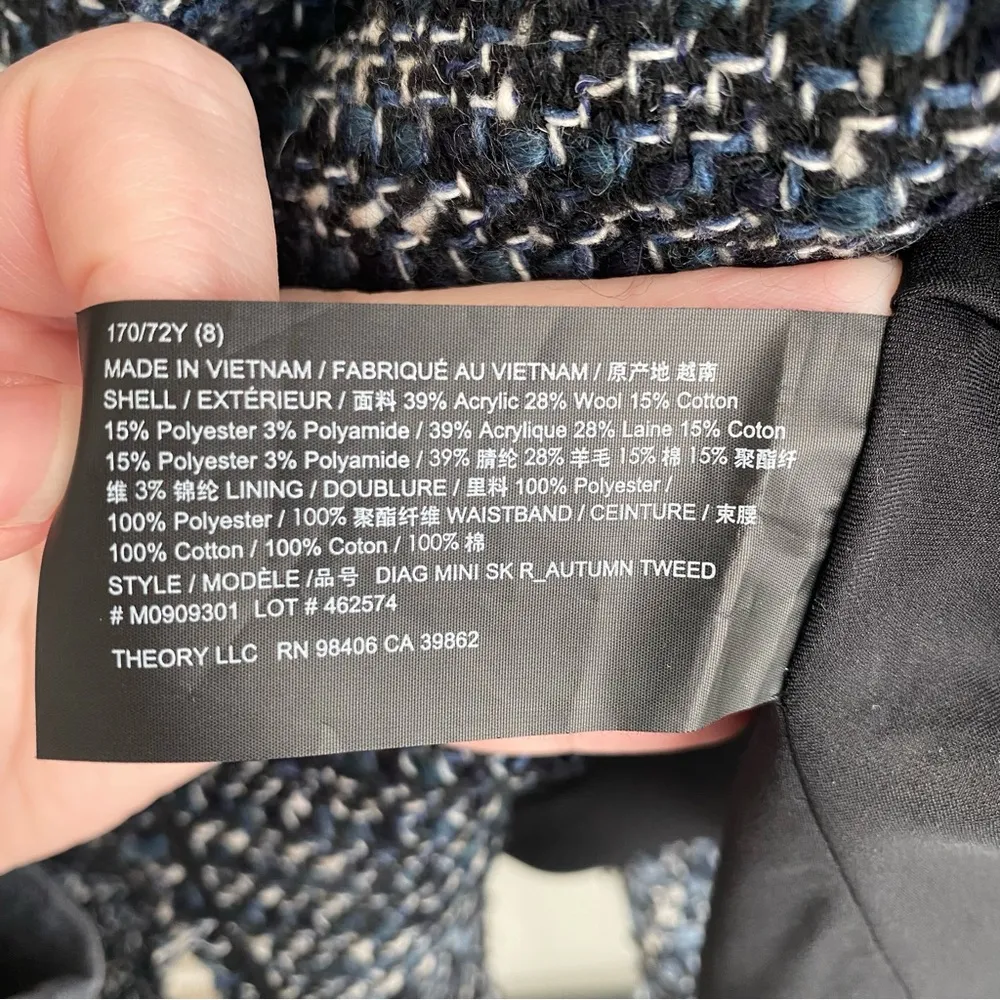 170/72Y (8)
MADE IN VIETNAM / FABRIQUÉ AU VIETNAM / 原产地 越南
SHELL / EXTÉRIEUR / 面料 39% Acrylic 28% Wool 15% Cotton
15% Polyester 3% Polyamide / 39% Acrylique 28% Laine 15% Coton
15% Polyester 3% Polyamide / 39% 腈纶 28% 羊毛 15% 棉 15% 聚酯纤
维 3% 锦纶 LINING / DOUBLURE / 里料 100% Polyester /
100% Polyester / 100% 聚酯纤维 WAISTBAND / CEINTURE / 束腰
100% Cotton / 100% Coton / 100% 棉
STYLE / MODÈLE /品号 DIAG MINI SK R_AUTUMN TWEED
# M0909301 LOT # 462574
THEORY LLC RN 98406 CA 39862